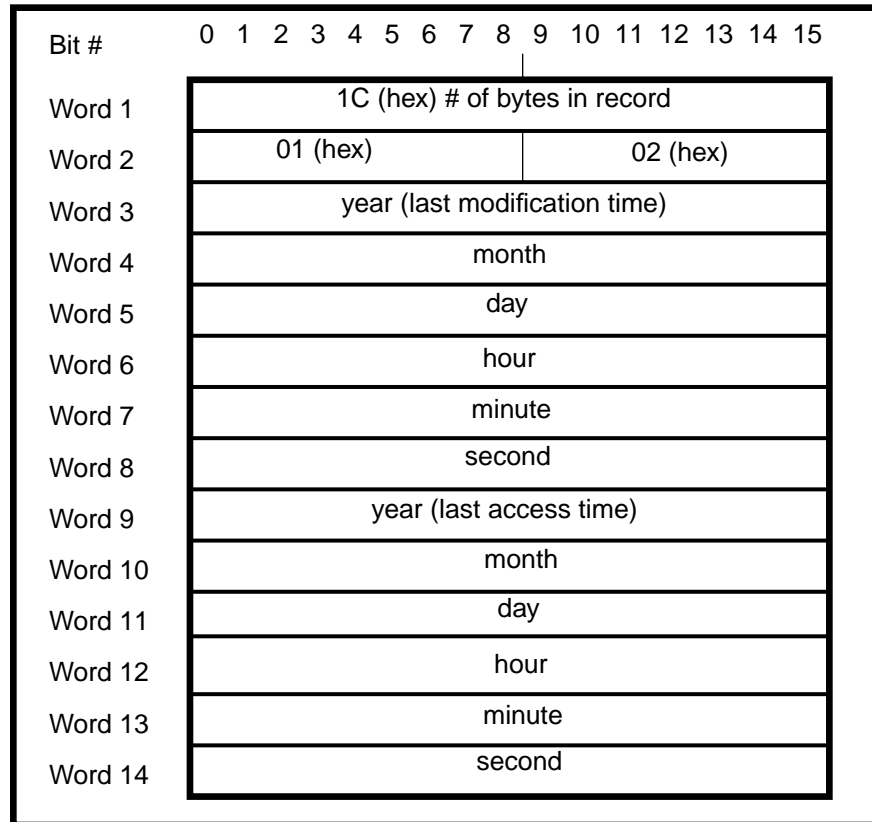 Bit # 0 1 2 3 4 5 6 7 8 9 10 11 12 13 14 15
Word 1 1C (hex) # of bytes in record
Word 2 01 (hex) 02 (hex)
Word 3 year (last modification time)
Word 4 month
Word 5 day
Word 6 hour
Word 7 minute
Word 8 second
Word 9 year (last access time)
Word 10 month
Word 11 day
Word 12 hour
Word 13 minute
Word 14 second